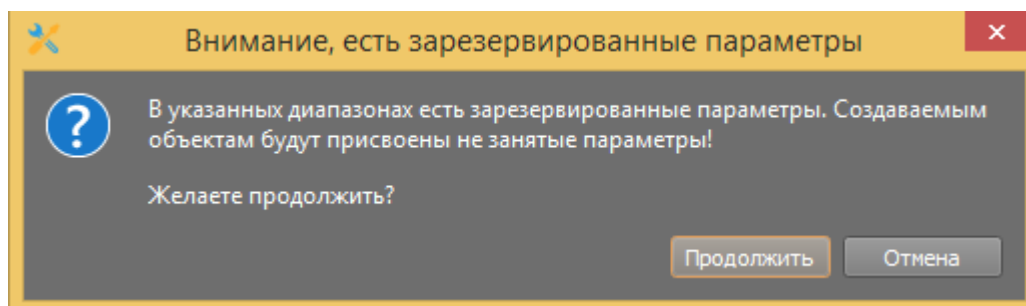 Внимание, есть зарезервированные параметры
В указанных диапазонах есть зарезервированные параметры. Создаваемым
объектам будут присвоены не занятые параметры!
Желаете продолжить?
Продолжить Отмена